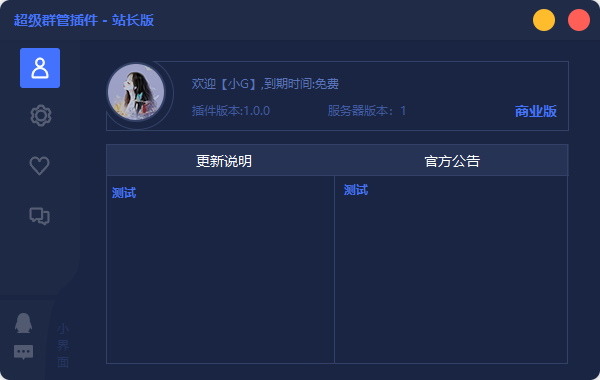 超级群管插件 - 站长版
欢迎【小G】,到期时间:免费
插件版本:1.0.0
服务器版本：1
商业版
更新说明
官方公告
测试
测试
小
界
面